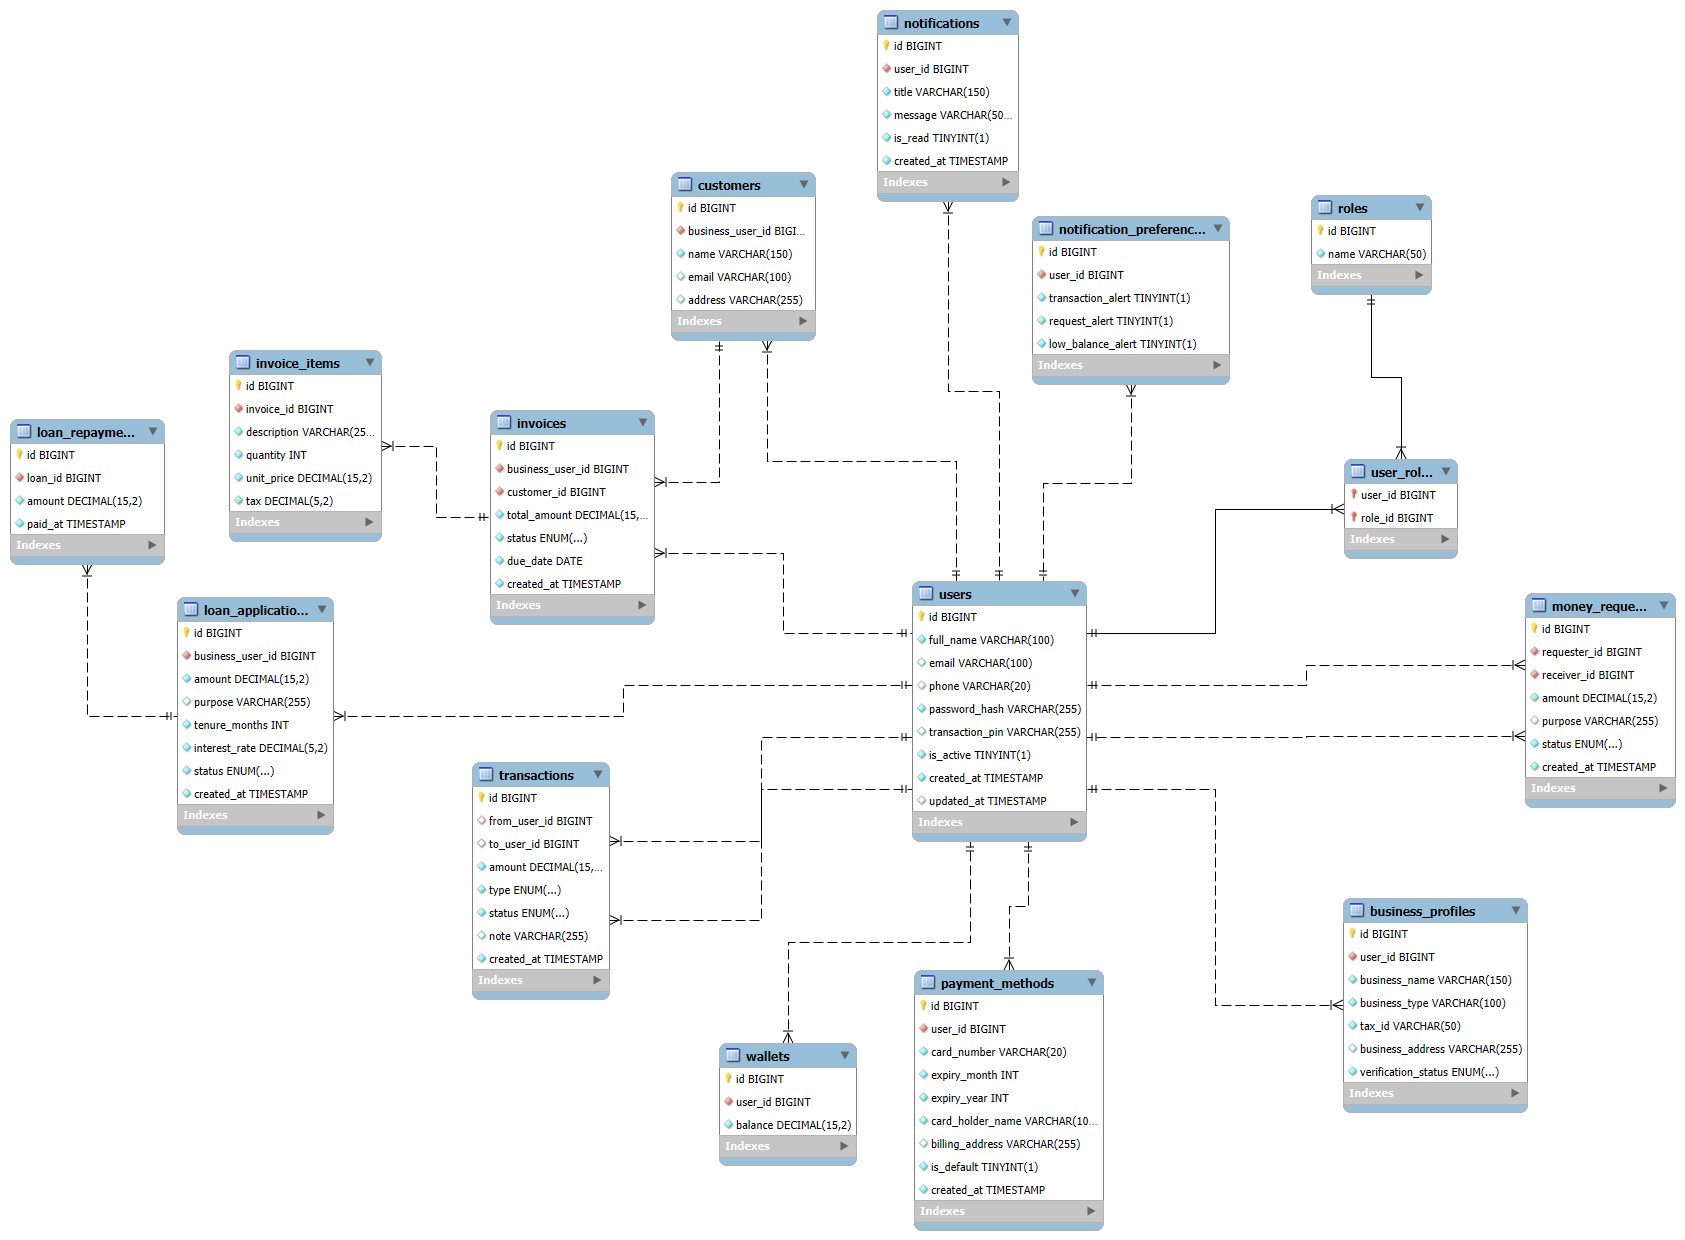 notifications
id BIGINT
user_id BIGINT
title VARCHAR(150)
message VARCHAR(50...
is_read TINYINT(1)
created_at TIMESTAMP
Indexes
customers
id BIGINT
business_user_id BIGI...
name VARCHAR(150)
email VARCHAR(100)
address VARCHAR(255)
Indexes
notification_preferenc...
id BIGINT
user_id BIGINT
transaction_alert TINYINT(1)
request_alert TINYINT(1)
low_balance_alert TINYINT(1)
Indexes
roles
id BIGINT
name VARCHAR(50)
Indexes
invoice_items
id BIGINT
invoice_id BIGINT
description VARCHAR(25...
quantity INT
unit_price DECIMAL(15,2)
tax DECIMAL(5,2)
Indexes
loan_repayme...
id BIGINT
loan_id BIGINT
amount DECIMAL(15,2)
paid_at TIMESTAMP
Indexes
invoices
id BIGINT
business_user_id BIGINT
customer_id BIGINT
total_amount DECIMAL(15,...
status ENUM(...)
due_date DATE
created_at TIMESTAMP
Indexes
user_rol...
user_id BIGINT
role_id BIGINT
Indexes
loan_applicatio...
id BIGINT
business_user_id BIGINT
amount DECIMAL(15,2)
purpose VARCHAR(255)
tenure_months INT
interest_rate DECIMAL(5,2)
status ENUM(...)
created_at TIMESTAMP
Indexes
users
id BIGINT
full_name VARCHAR(100)
email VARCHAR(100)
phone VARCHAR(20)
password_hash VARCHAR(255)
transaction_pin VARCHAR(255)
is_active TINYINT(1)
created_at TIMESTAMP
updated_at TIMESTAMP
Indexes
money_reque...
id BIGINT
requester_id BIGINT
receiver_id BIGINT
amount DECIMAL(15,2)
purpose VARCHAR(255)
status ENUM(...)
created_at TIMESTAMP
Indexes
transactions
id BIGINT
from_user_id BIGINT
to_user_id BIGINT
amount DECIMAL(15,...
type ENUM(...)
status ENUM(...)
note VARCHAR(255)
created_at TIMESTAMP
Indexes
business_profiles
id BIGINT
user_id BIGINT
business_name VARCHAR(150)
business_type VARCHAR(100)
tax_id VARCHAR(50)
business_address VARCHAR(255)
verification_status ENUM(...)
Indexes
payment_methods
id BIGINT
user_id BIGINT
card_number VARCHAR(20)
expiry_month INT
expiry_year INT
card_holder_name VARCHAR(10...
billing_address VARCHAR(255)
is_default TINYINT(1)
created_at TIMESTAMP
Indexes
wallets
id BIGINT
user_id BIGINT
balance DECIMAL(15,2)
Indexes